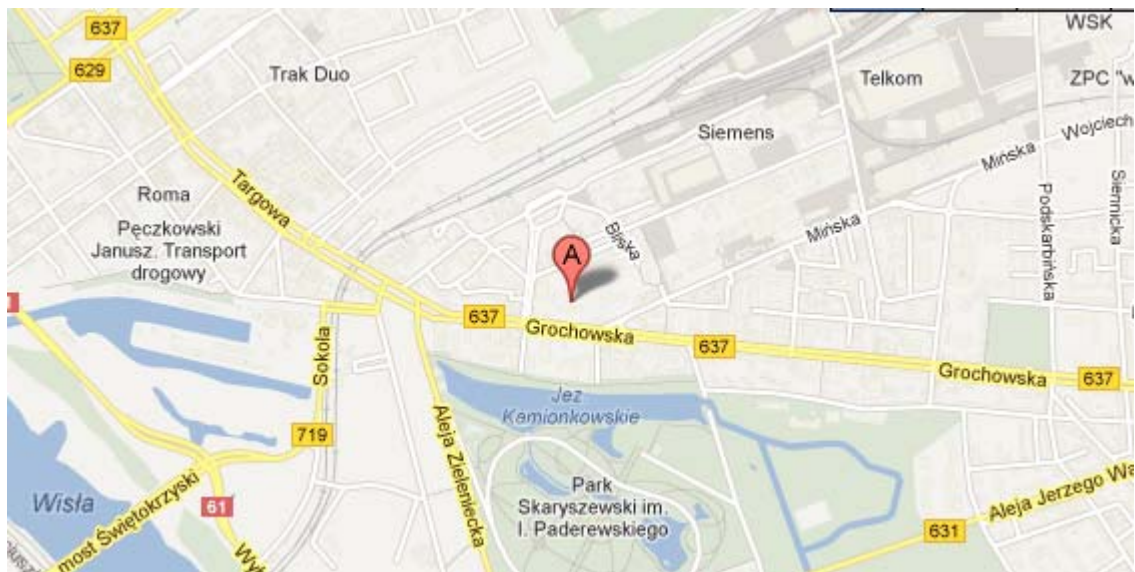 WSK
637
629
Trak Duo
Telkom
ZPC "w
Siemens
Wojciech
Mińska
Targowa
Roma
Pęczkowski
Janusz. Transport
drogowy
Bliska
Mińska
Podskarbińska
Siennicka
A
637
Grochowska
637
Grochowska
637
Sokola
Jez
Kamionkowskie
Aleja Zieleniecka
719
Wisła
61
most Świętokrzyski
Park
Skaryszewski im.
I. Paderewskiego
631
Aleja Jerzego Wa